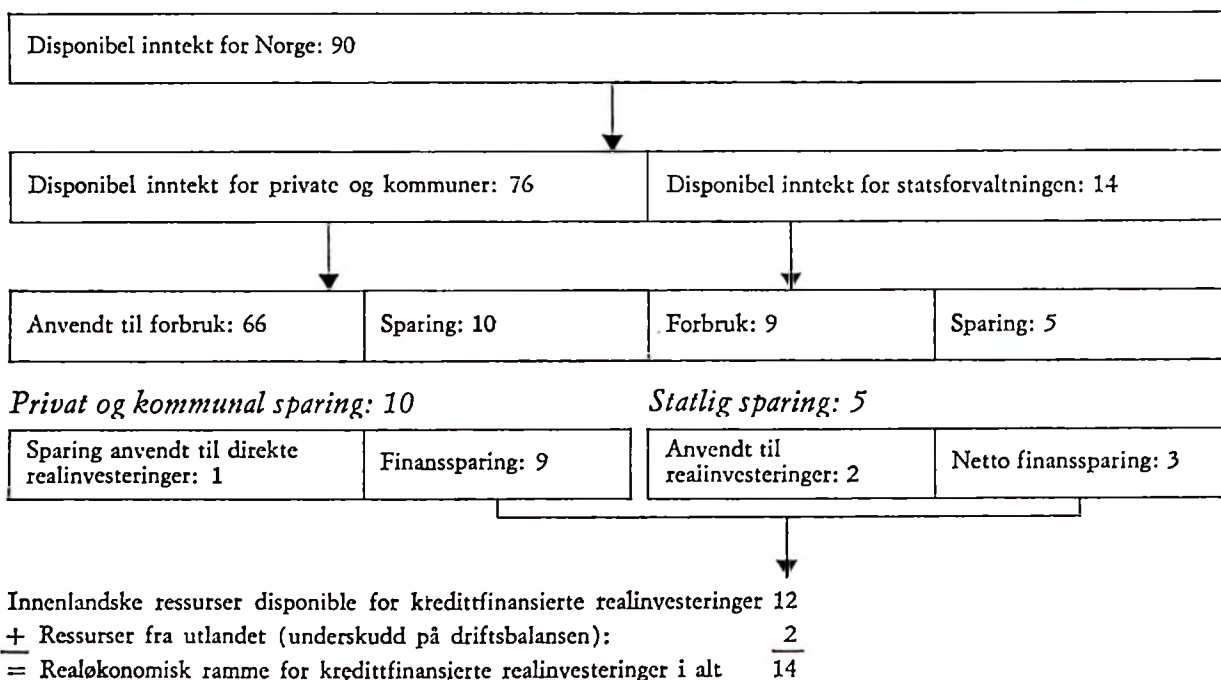 Disponibel inntekt for Norge: 90
Disponibel inntekt for private og kommuner: 76
Disponibel inntekt for statsforvaltningen: 14
Anvendt til forbruk: 66
Sparing: 10
Forbruk: 9
Sparing: 5
Privat og kommunal sparing: 10
Statlig sparing: 5
Sparing anvendt til direkte
realinvesteringer: 1
Finanssparing: 9
Anvendt til
realinvesteringer: 2
Netto finanssparing: 3
Innenlandske ressurser disponible for kredittfinansierte realinvesteringer 12
+ Ressurser fra utlandet (underskudd på driftsbalansen): 2
= Realøkonomisk ramme for kredittfinansierte realinvesteringer i alt 14